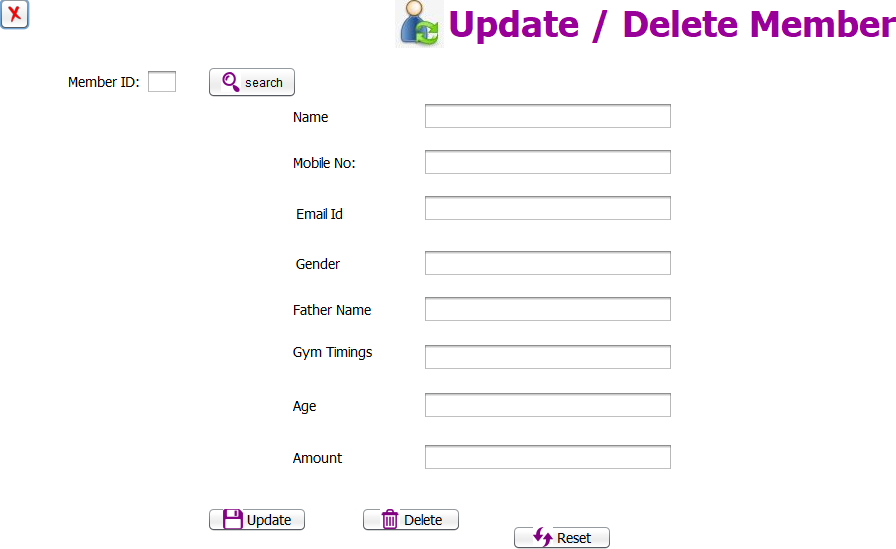 Update / Delete Member
Member ID:
search
Name
Mobile No:
Email Id
Gender
Father Name
Gym Timings
Age
Amount
Update
Delete
Reset